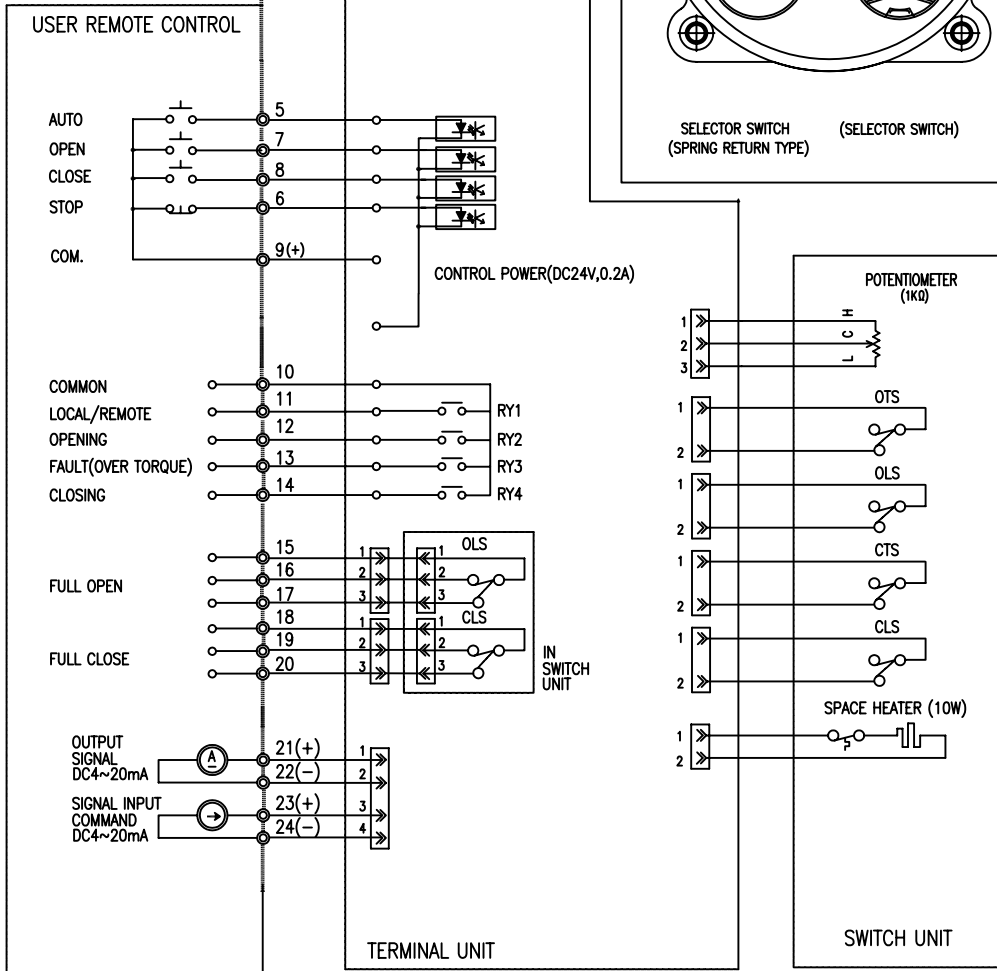 USER REMOTE CONTROL
AUTO
OPEN
CLOSE
STOP
COM.
5
7
8
6
9(+)
CONTROL POWER(DC24V,0.2A)
SELECTOR SWITCH
(SPRING RETURN TYPE)
(SELECTOR SWITCH)
COMMON
LOCAL/REMOTE
OPENING
FAULT(OVER TORQUE)
CLOSING
10
11
12
13
14
RY1
RY2
RY3
RY4
FULL OPEN
15
16
17
1
2
3
1
2
3
OLS
FULL CLOSE
18
19
20
1
2
3
1
2
3
CLS
IN
SWITCH
UNIT
OUTPUT
SIGNAL
DC4~20mA
A
21(+)
22(-)
1
2
SIGNAL INPUT
COMMAND
DC4~20mA
23(+)
24(-)
3
4
TERMINAL UNIT
POTENTIOMETER
(1KΩ)
1
2
3
H
C
L
OTS
1
2
OLS
1
2
CTS
1
2
CLS
1
2
SPACE HEATER (10W)
1
2
SWITCH UNIT